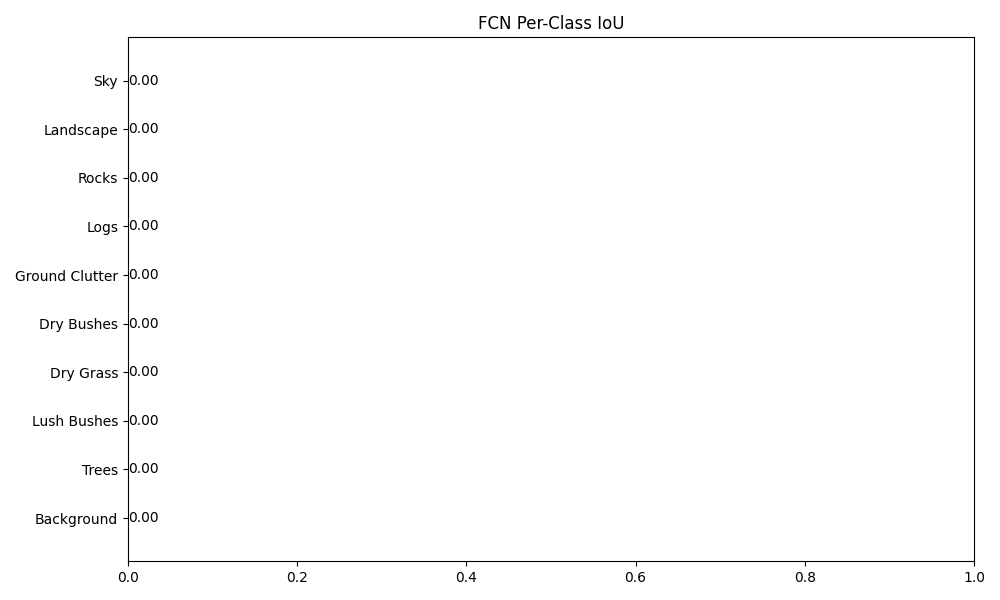 FCN Per-Class IoU
Sky 0.00
Landscape 0.00
Rocks 0.00
Logs 0.00
Ground Clutter 0.00
Dry Bushes 0.00
Dry Grass 0.00
Lush Bushes 0.00
Trees 0.00
Background 0.00
0.0 0.2 0.4 0.6 0.8 1.0